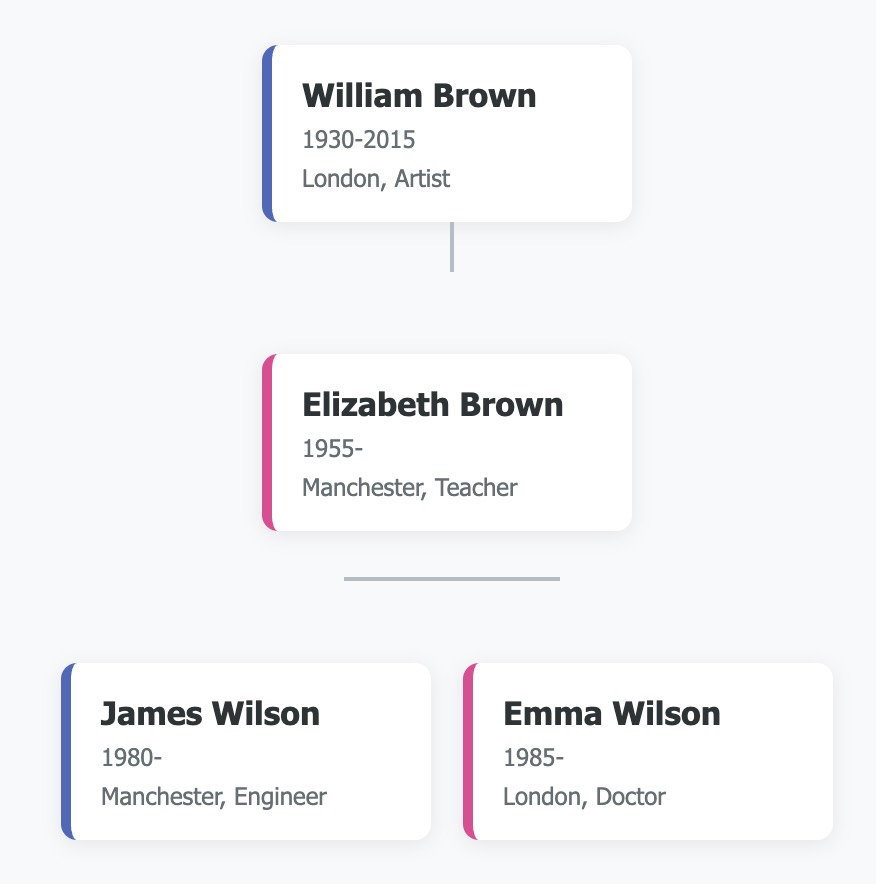 William Brown
1930-2015
London, Artist
Elizabeth Brown
1955-
Manchester, Teacher
James Wilson
1980-
Manchester, Engineer
Emma Wilson
1985-
London, Doctor